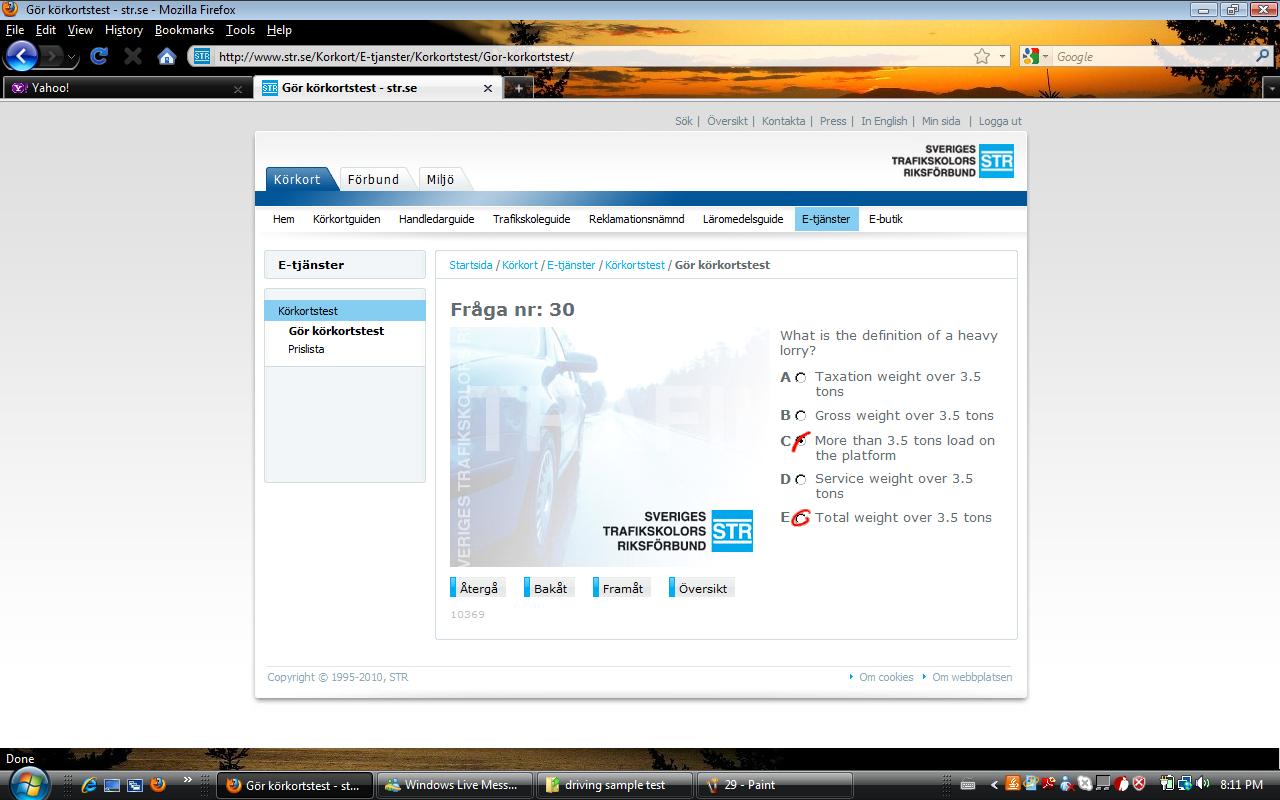 Gör körkortstest - str.se - Mozilla Firefox
File Edit View History Bookmarks Tools Help
STR http://www.str.se/Korkort/E-tjanster/Korkortstest/Gor-korkortstest/ Google
Yahoo! STR Gör körkortstest - str.se
Sök | Översikt | Kontakta | Press | In English | Min sida | Logga ut
SVERIGES
TRAFIKSKOLORS STR
RIKSFÖRBUND
Körkort Förbund Miljö
Hem Körkortguiden Handledarguide Trafikskoleguide Reklamationsnämnd Läromedelsguide E-tjänster E-butik
E-tjänster
Körkortstest
Gör körkortstest
Prislista
Startsida / Körkort / E-tjänster / Körkortstest / Gör körkortstest
Fråga nr: 30
What is the definition of a heavy
lorry?
A Taxation weight over 3.5
tons
B Gross weight over 3.5 tons
C More than 3.5 tons load on
the platform
D Service weight over 3.5
tons
E Total weight over 3.5 tons
SVERIGES
TRAFIKSKOLORS STR
RIKSFÖRBUND
Återgå Bakåt Framåt Översikt
10369
Copyright © 1995-2010, STR Om cookies Om webbplatsen
Done
Gör körkortstest - st... Windows Live Mess... driving sample test 29 - Paint 8:11 PM